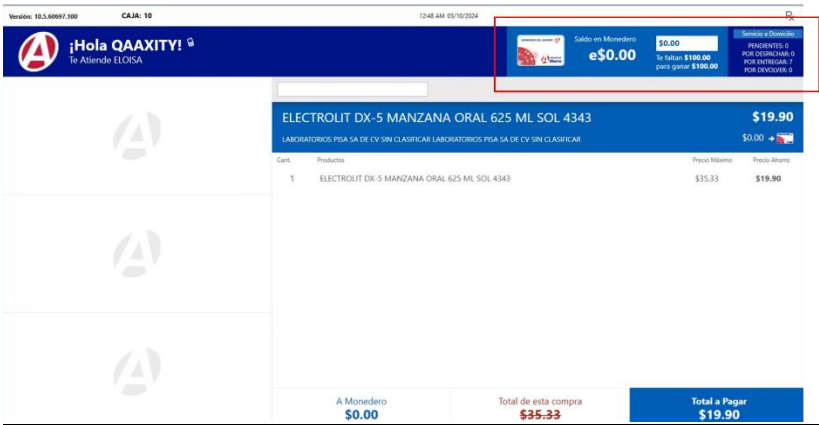 Versión: 10.5.60697.100 CAJA: 10 12:48 AM 03/10/2024
¡Hola QAAXITY!
Te Atiende ELOISA
Saldo en Monedero
e$0.00
$0.00
Te faltan $100.00
para ganar $100.00
Servicio a Domicilio
PENDIENTES: 0
POR DESPACHAR: 0
POR ENTREGAR: 7
POR DEVOLVER: 0
ELECTROLIT DX-5 MANZANA ORAL 625 ML SOL 4343 $19.90
LABORATORIOS PISA SA DE CV SIN CLASIFICAR LABORATORIOS PISA SA DE CV SIN CLASIFICAR $0.00
Cant. Productos Precio Máximo Precio Ahorro
1 ELECTROLIT DX-5 MANZANA ORAL 625 ML SOL 4343 $35.33 $19.90
A Monedero Total de esta compra Total a Pagar
$0.00 $35.33 $19.90